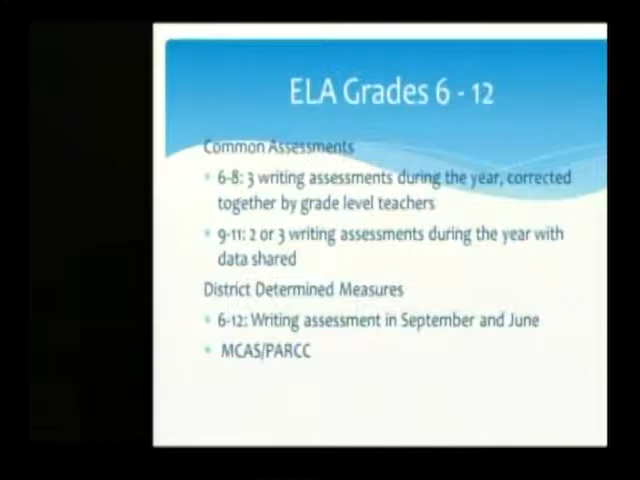 ELA Grades 6 - 12
Common Assessments
• 6-8: 3 writing assessments during the year, corrected
together by grade level teachers
• 9-11: 2 or 3 writing assessments during the year with
data shared
District Determined Measures
• 6-12: Writing assessment in September and June
• MCAS/PARCC